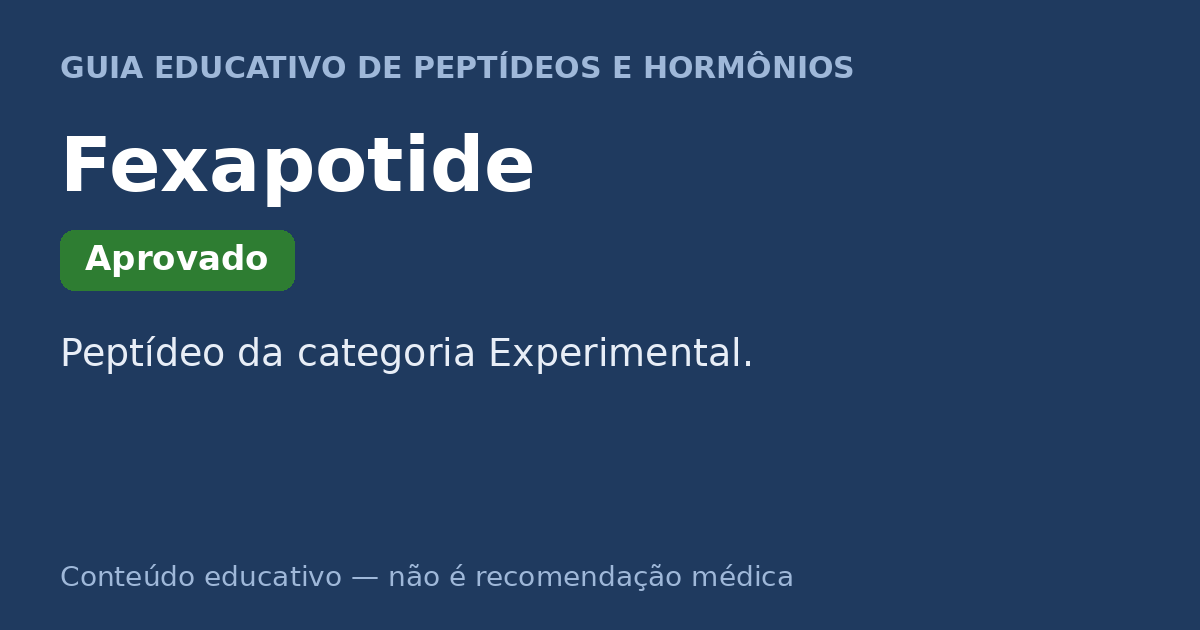 GUIA EDUCATIVO DE PEPTÍDEOS E HORMÔNIOS
Fexapotide
Aprovado
Peptídeo da categoria Experimental.
Conteúdo educativo — não é recomendação médica